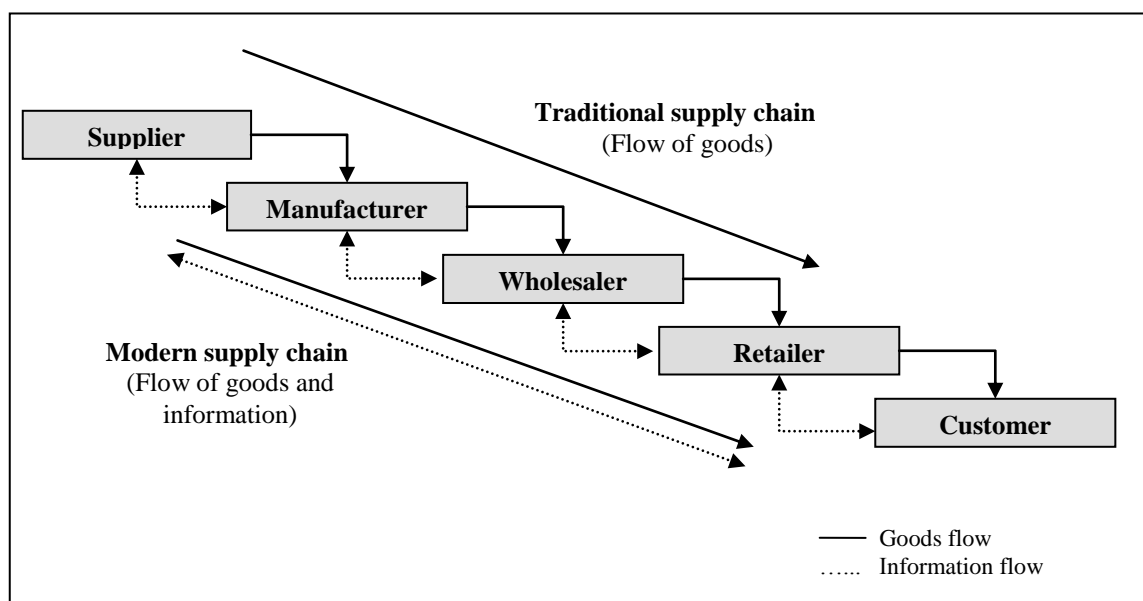 Traditional supply chain
(Flow of goods)
Supplier
Manufacturer
Wholesaler
Retailer
Customer
Modern supply chain
(Flow of goods and
information)
Goods flow
…... Information flow